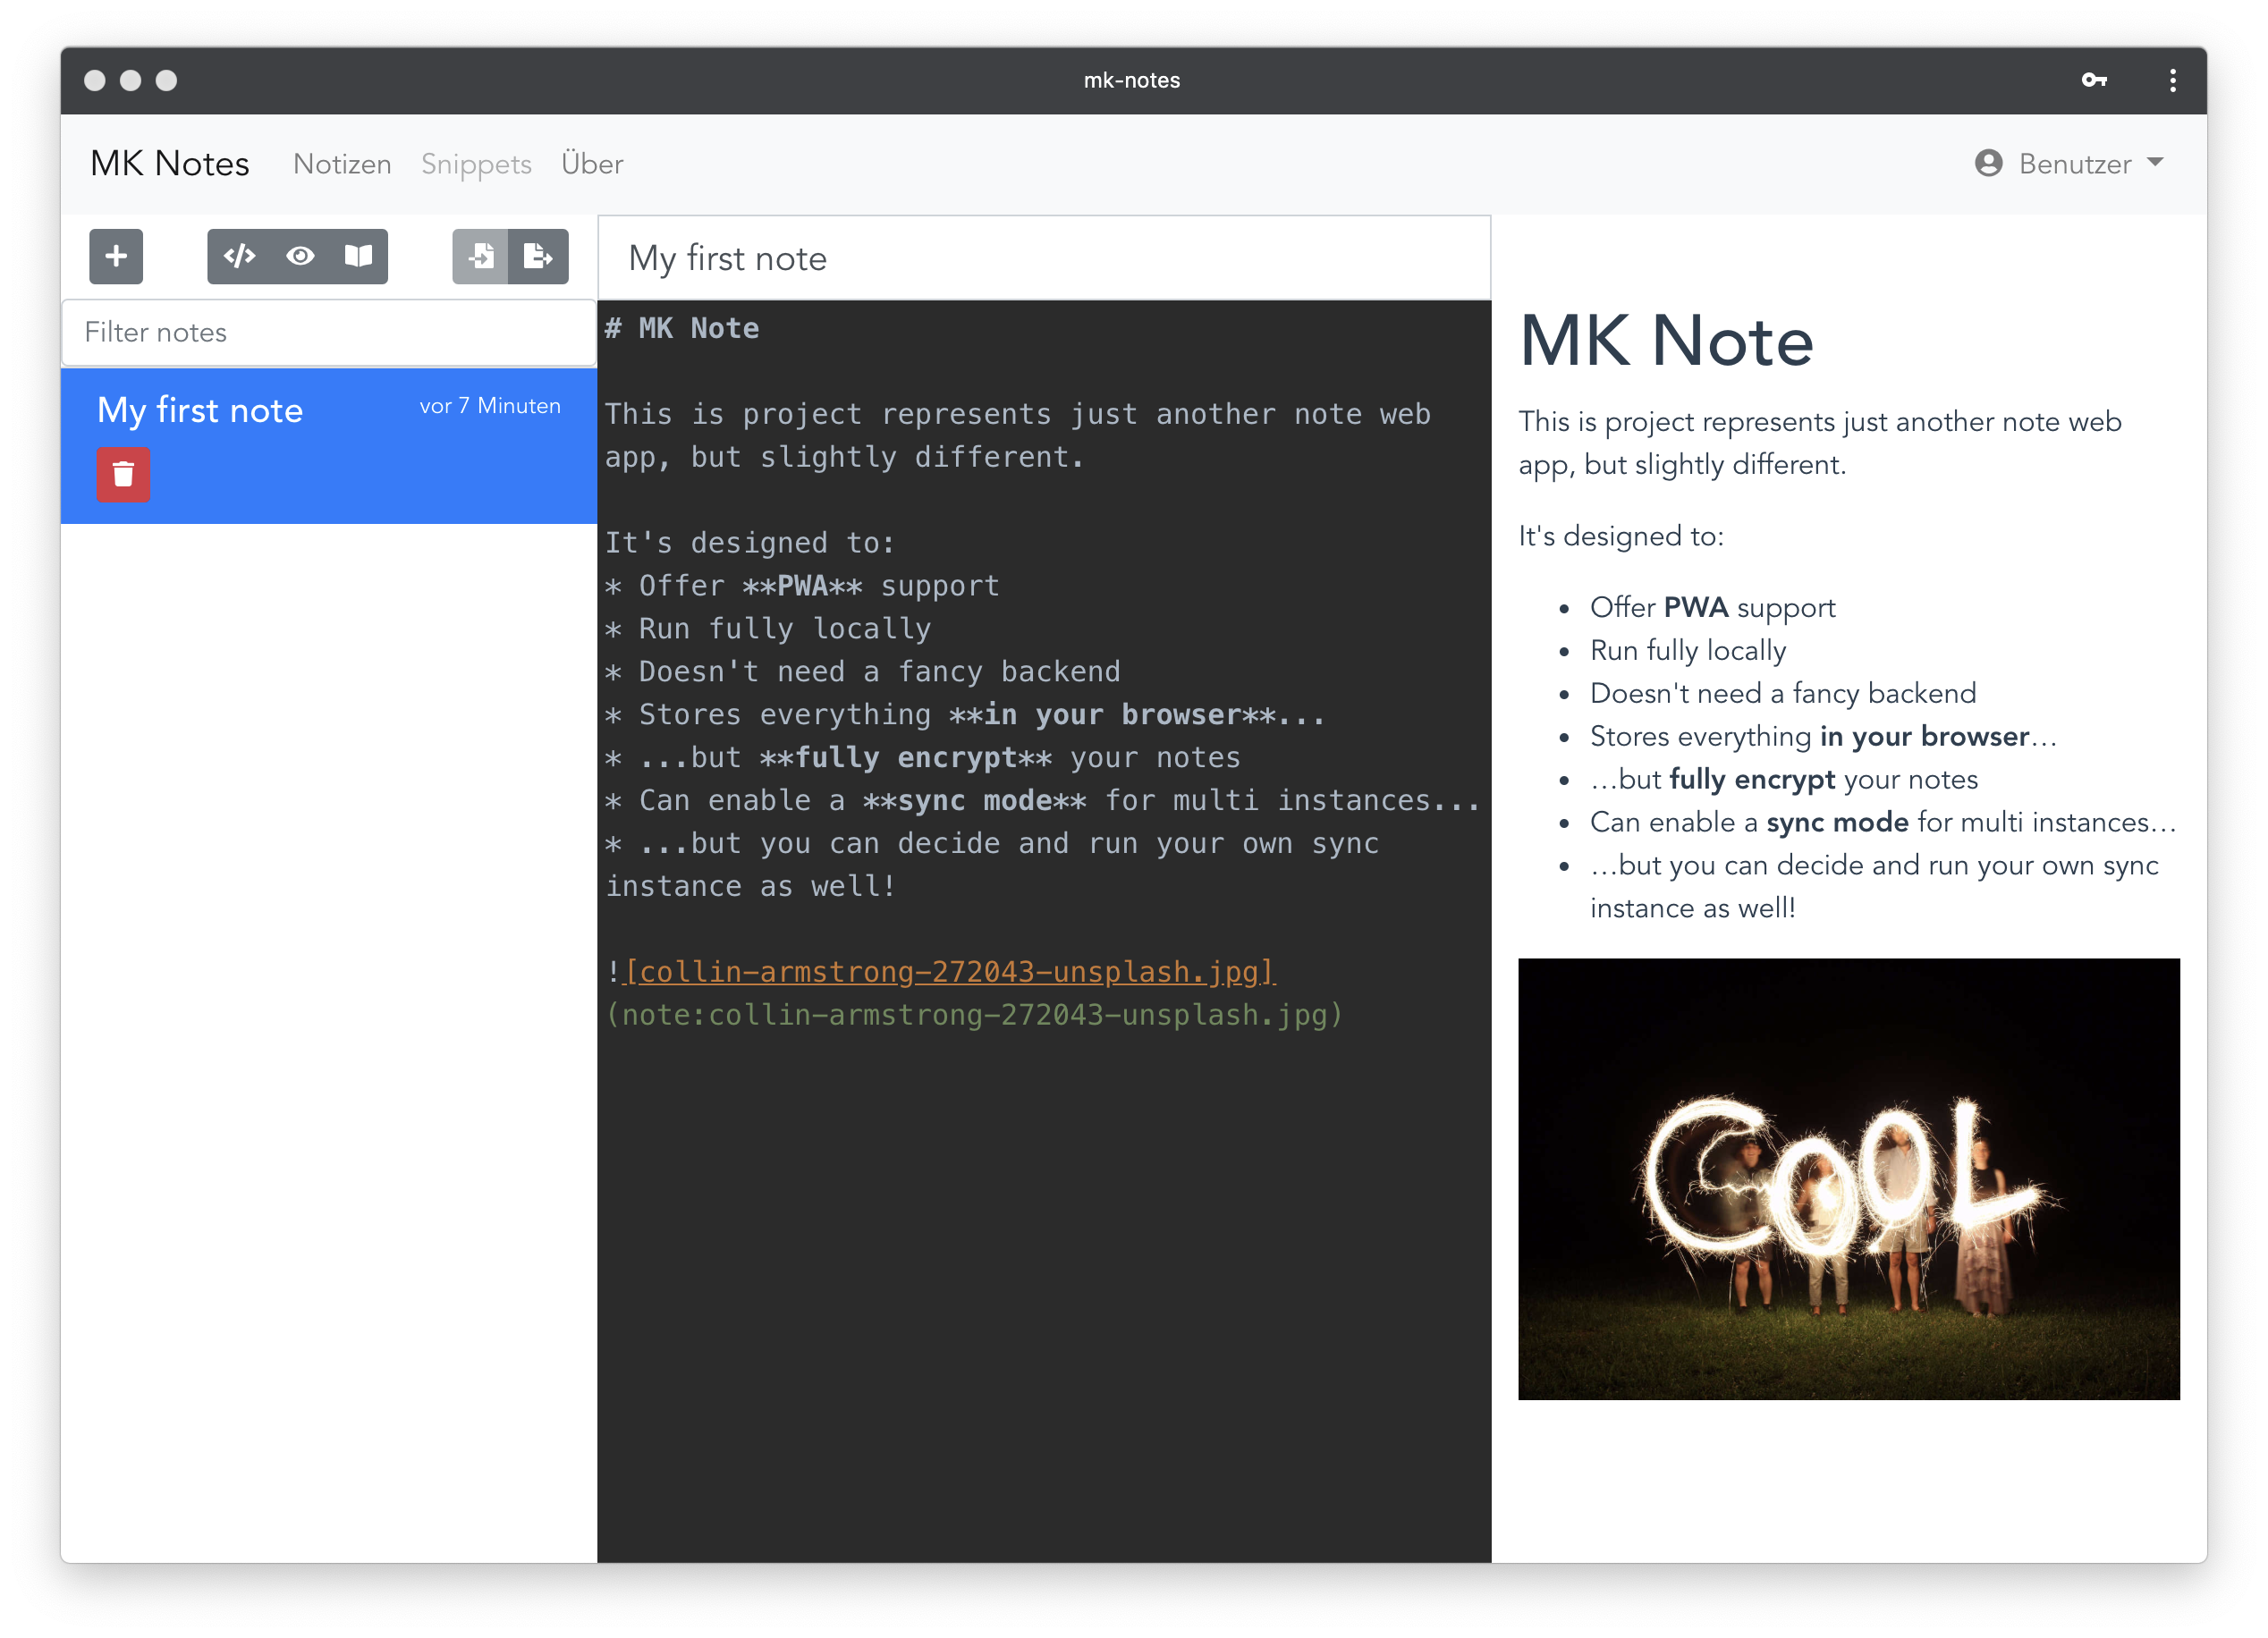 mk-notes
MK Notes
Notizen
Snippets
Über
Benutzer
Filter notes
My first note
vor 7 Minuten
My first note
# MK Note
This is project represents just another note web
app, but slightly different.
It's designed to:
* Offer **PWA** support
* Run fully locally
* Doesn't need a fancy backend
* Stores everything **in your browser**...
* ...but **fully encrypt** your notes
* Can enable a **sync mode** for multi instances...
* ...but you can decide and run your own sync
instance as well!
![collin-armstrong-272043-unsplash.jpg]
(note:collin-armstrong-272043-unsplash.jpg)
MK Note
This is project represents just another note web
app, but slightly different.
It's designed to:
• Offer PWA support
• Run fully locally
• Doesn't need a fancy backend
• Stores everything in your browser…
• …but fully encrypt your notes
• Can enable a sync mode for multi instances…
• …but you can decide and run your own sync
instance as well!
COOL